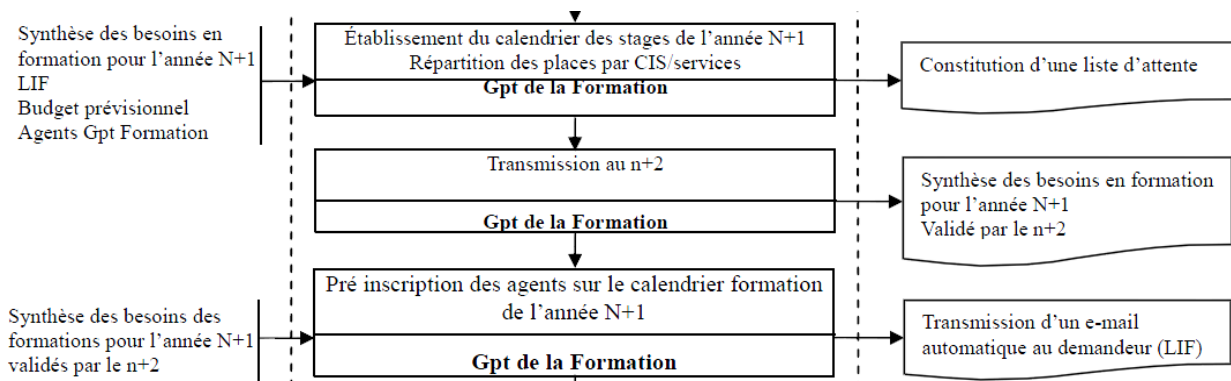 Synthèse des besoins en
formation pour l'année N+1
LIF
Budget prévisionnel
Agents Gpt Formation
Établissement du calendrier des stages de l'année N+1
Répartition des places par CIS/services
Gpt de la Formation
Constitution d'une liste d'attente
Transmission au n+2
Gpt de la Formation
Synthèse des besoins en formation
pour l'année N+1
Validé par le n+2
Synthèse des besoins des
formations pour l'année N+1
validés par le n+2
Pré inscription des agents sur le calendrier formation
de l'année N+1
Gpt de la Formation
Transmission d'un e-mail
automatique au demandeur (LIF)